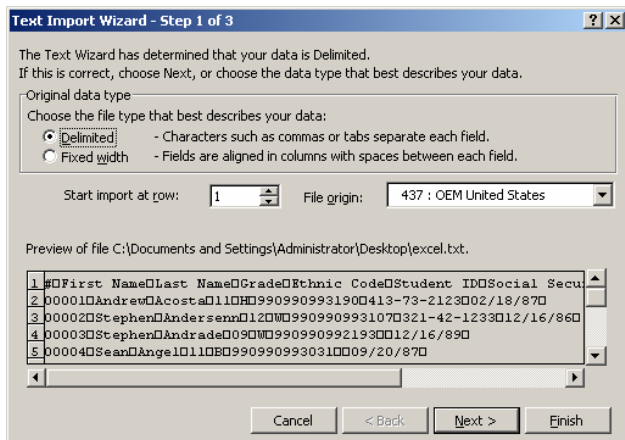 Text Import Wizard - Step 1 of 3
The Text Wizard has determined that your data is Delimited.
If this is correct, choose Next, or choose the data type that best describes your data.
Original data type
Choose the file type that best describes your data:
Delimited - Characters such as commas or tabs separate each field.
Fixed width - Fields are aligned in columns with spaces between each field.
Start import at row: 1 File origin: 437 : OEM United States
Preview of file C:\Documents and Settings\Administrator\Desktop\excel.txt.
1 #□First Name□Last Name□Grade□Ethnic Code□Student ID□Social Secu
2 00001□Andrew□Acosta□11□H□990990993190□413-73-2123□02/18/87□
3 00002□Stephen□Andersenn□12□W□990990993107□321-42-1233□12/16/86□
4 00003□Stephen□Andrade□09□W□990990992193□□12/16/89□
5 00004□Sean□Angel□11□B□990990993031□□09/20/87□
Cancel < Back Next > Finish